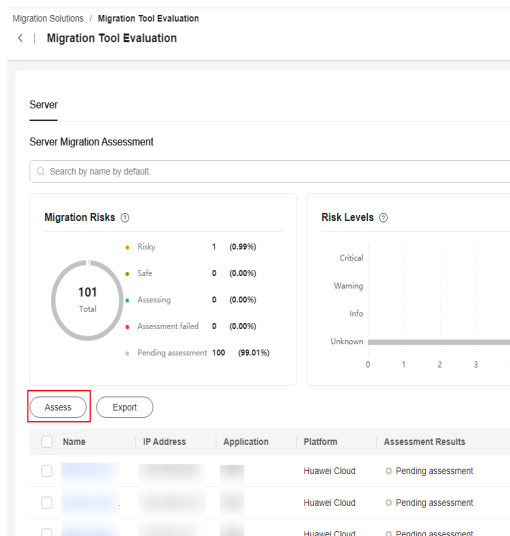 Migration Solutions / Migration Tool Evaluation
< | Migration Tool Evaluation
Server
Server Migration Assessment
Search by name by default.
Migration Risks
101
Total
Risky 1 (0.99%)
Safe 0 (0.00%)
Assessing 0 (0.00%)
Assessment failed 0 (0.00%)
Pending assessment 100 (99.01%)
Risk Levels
Critical
Warning
Info
Unknown
0 1 2 3
Assess Export
Name IP Address Application Platform Assessment Results
Huawei Cloud Pending assessment
Huawei Cloud Pending assessment
Huawei Cloud Pending assessment